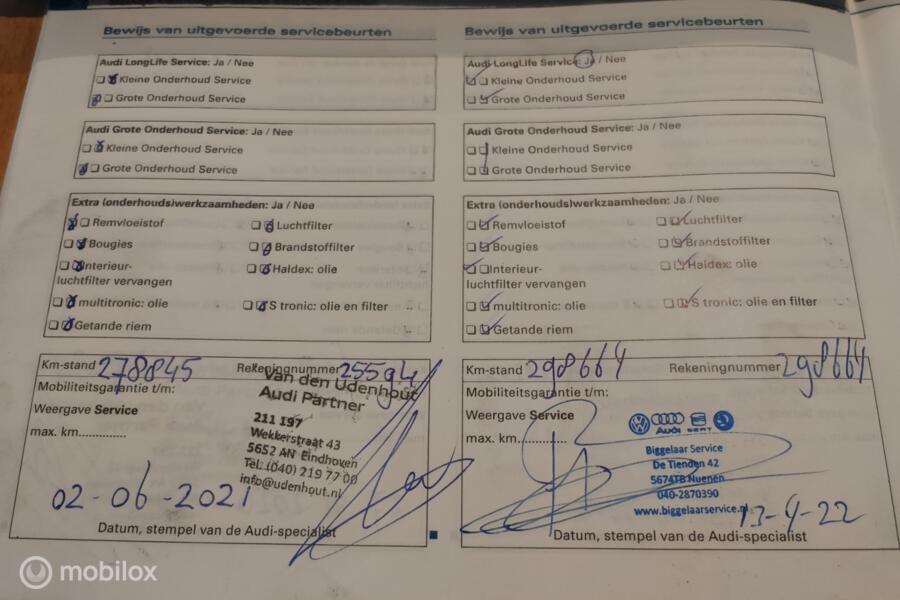 Bewijs van uitgevoerde servicebeurten
Audi LongLife Service: Ja / Nee
Kleine Onderhoud Service
Grote Onderhoud Service
Audi Grote Onderhoud Service: Ja / Nee
Kleine Onderhoud Service
Grote Onderhoud Service
Extra (onderhouds)werkzaamheden: Ja / Nee
Remvloeistof Luchtfilter
Bougies Brandstoffilter
Interieur- Haldex: olie
luchtfilter vervangen
multitronic: olie S tronic: olie en filter
Getande riem
Km-stand 278845 Rekeningnummer 25594
Mobiliteitsgarantie t/m:
Weergave Service
max. km..............
Van den Udenhout
Audi Partner
211 197
Wekkerstraat 43
5652 AN Eindhoven
Tel.: (040) 219 77 00
info@udenhout.nl
02-06-2021
Datum, stempel van de Audi-specialist
Bewijs van uitgevoerde servicebeurten
Audi LongLife Service: Ja / Nee
Kleine Onderhoud Service
Grote Onderhoud Service
Audi Grote Onderhoud Service: Ja / Nee
Kleine Onderhoud Service
Grote Onderhoud Service
Extra (onderhouds)werkzaamheden: Ja / Nee
Remvloeistof Luchtfilter
Bougies Brandstoffilter
Interieur- Haldex: olie
luchtfilter vervangen
multitronic: olie S tronic: olie en filter
Getande riem
Km-stand 298664 Rekeningnummer 298664
Mobiliteitsgarantie t/m:
Weergave Service
max. km..............
Audi SEAT
Biggelaar Service
De Tienden 42
5674TB Nuenen
040-2870390
www.biggelaarservice.nl
13-4-22
Datum, stempel van de Audi-specialist
mobilox